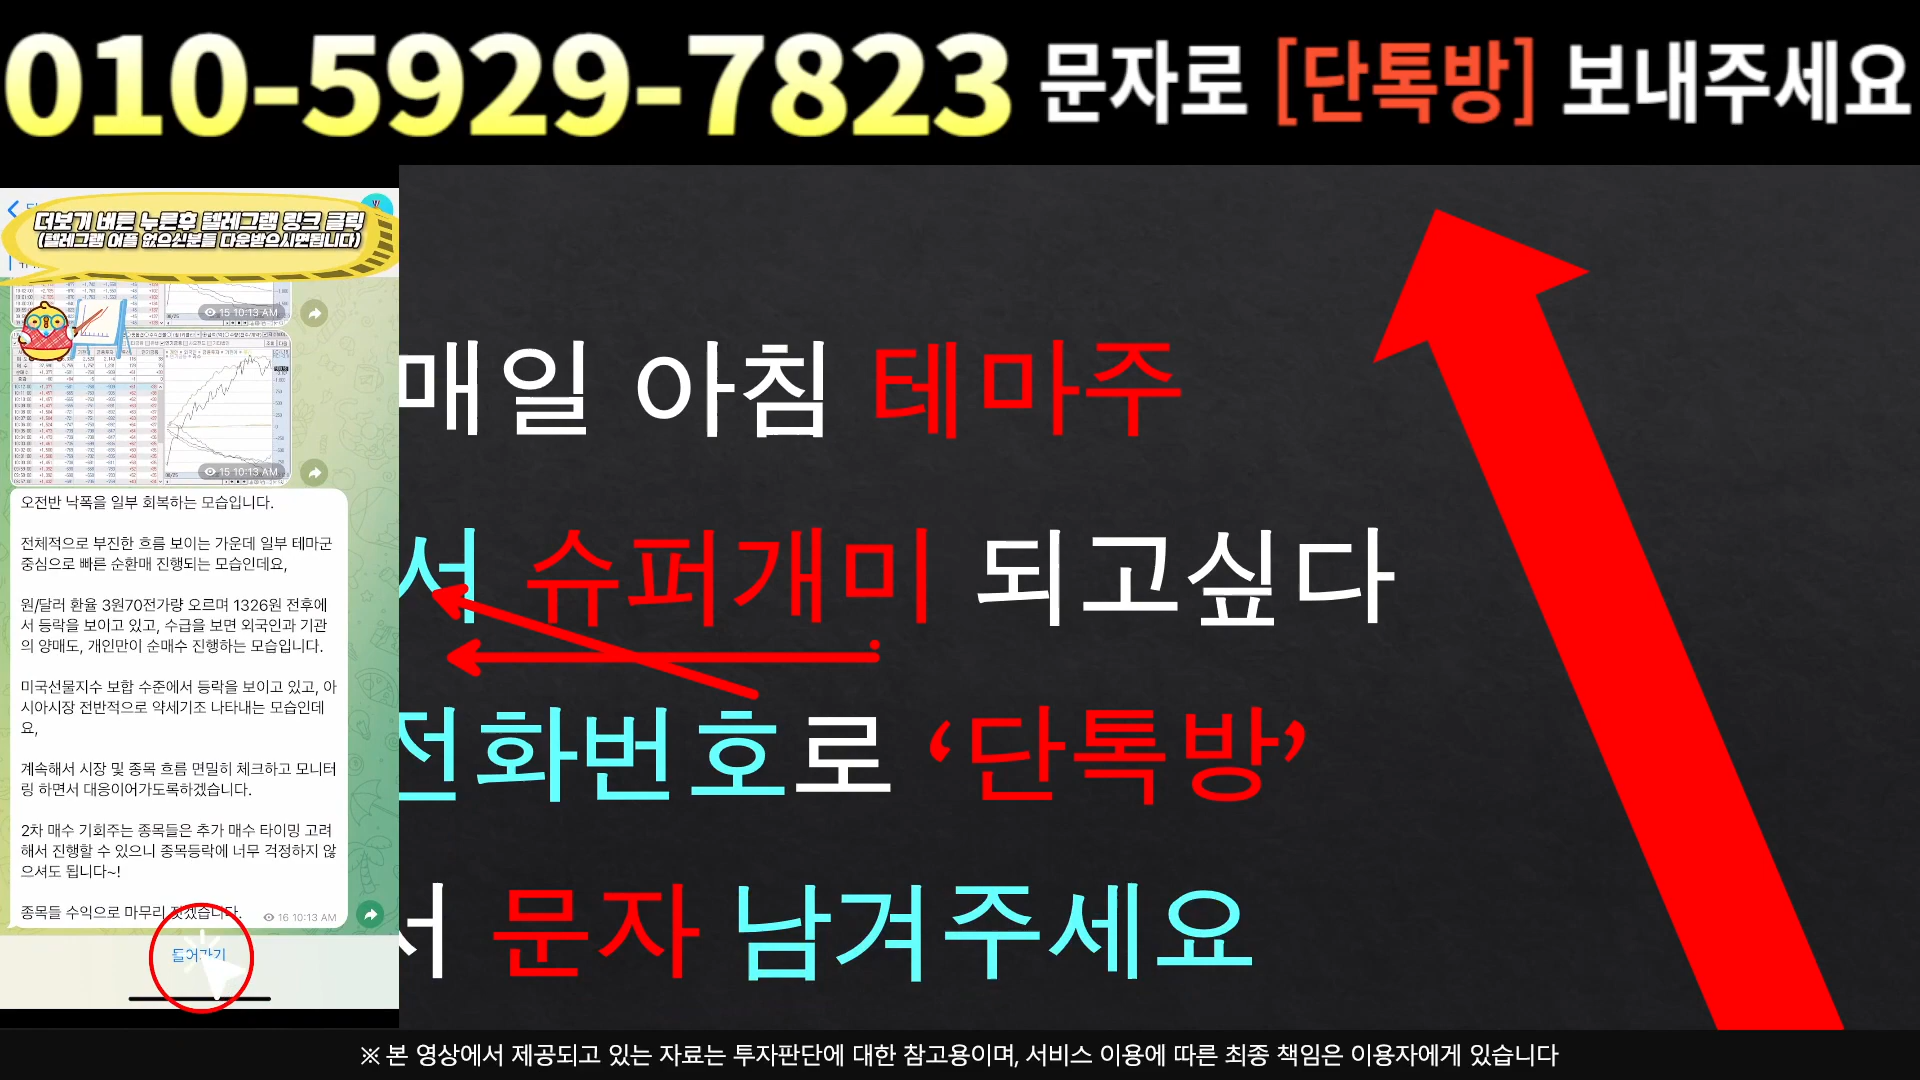 010-5929-7823 문자로 [단톡방] 보내주세요
더보기 버튼 누른후 텔레그램 링크 클릭
(텔레그램 어플 없으신분들 다운받으시면됩니다)
15 10:13 AM
15 10:13 AM
오전반 낙폭을 일부 회복하는 모습입니다.
전체적으로 부진한 흐름 보이는 가운데 일부 테마군
중심으로 빠른 순환매 진행되는 모습인데요,
원/달러 환율 3원70전가량 오르며 1326원 전후에
서 등락을 보이고 있고, 수급을 보면 외국인과 기관
의 양매도, 개인만이 순매수 진행하는 모습입니다.
미국선물지수 보합 수준에서 등락을 보이고 있고, 아
시아시장 전반적으로 약세기조 나타내는 모습인데
요,
계속해서 시장 및 종목 흐름 면밀히 체크하고 모니터
링 하면서 대응이어가도록하겠습니다.
2차 매수 기회주는 종목들은 추가 매수 타이밍 고려
해서 진행할 수 있으니 종목등락에 너무 걱정하지 않
으셔도 됩니다~!
종목들 수익으로 마무리 짓겠습니다.
16 10:13 AM
들어가기
매일 아침 테마주
서 슈퍼개미 되고싶다
전화번호로 ‘단톡방’
서 문자 남겨주세요
※ 본 영상에서 제공되고 있는 자료는 투자판단에 대한 참고용이며, 서비스 이용에 따른 최종 책임은 이용자에게 있습니다